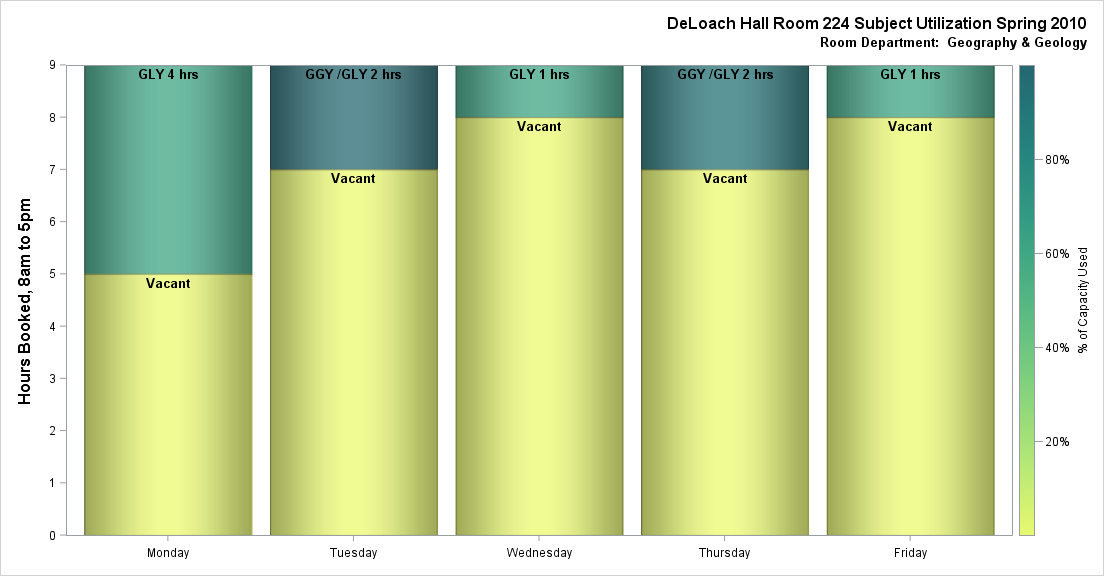 DeLoach Hall Room 224 Subject Utilization Spring 2010
Room Department:  Geography & Geology
Hours Booked, 8am to 5pm
9
8
7
6
5
4
3
2
1
0
GLY 4 hrs
Vacant
GGY /GLY 2 hrs
Vacant
GLY 1 hrs
Vacant
GGY /GLY 2 hrs
Vacant
GLY 1 hrs
Vacant
Monday
Tuesday
Wednesday
Thursday
Friday
80%
60%
40%
20%
% of Capacity Used